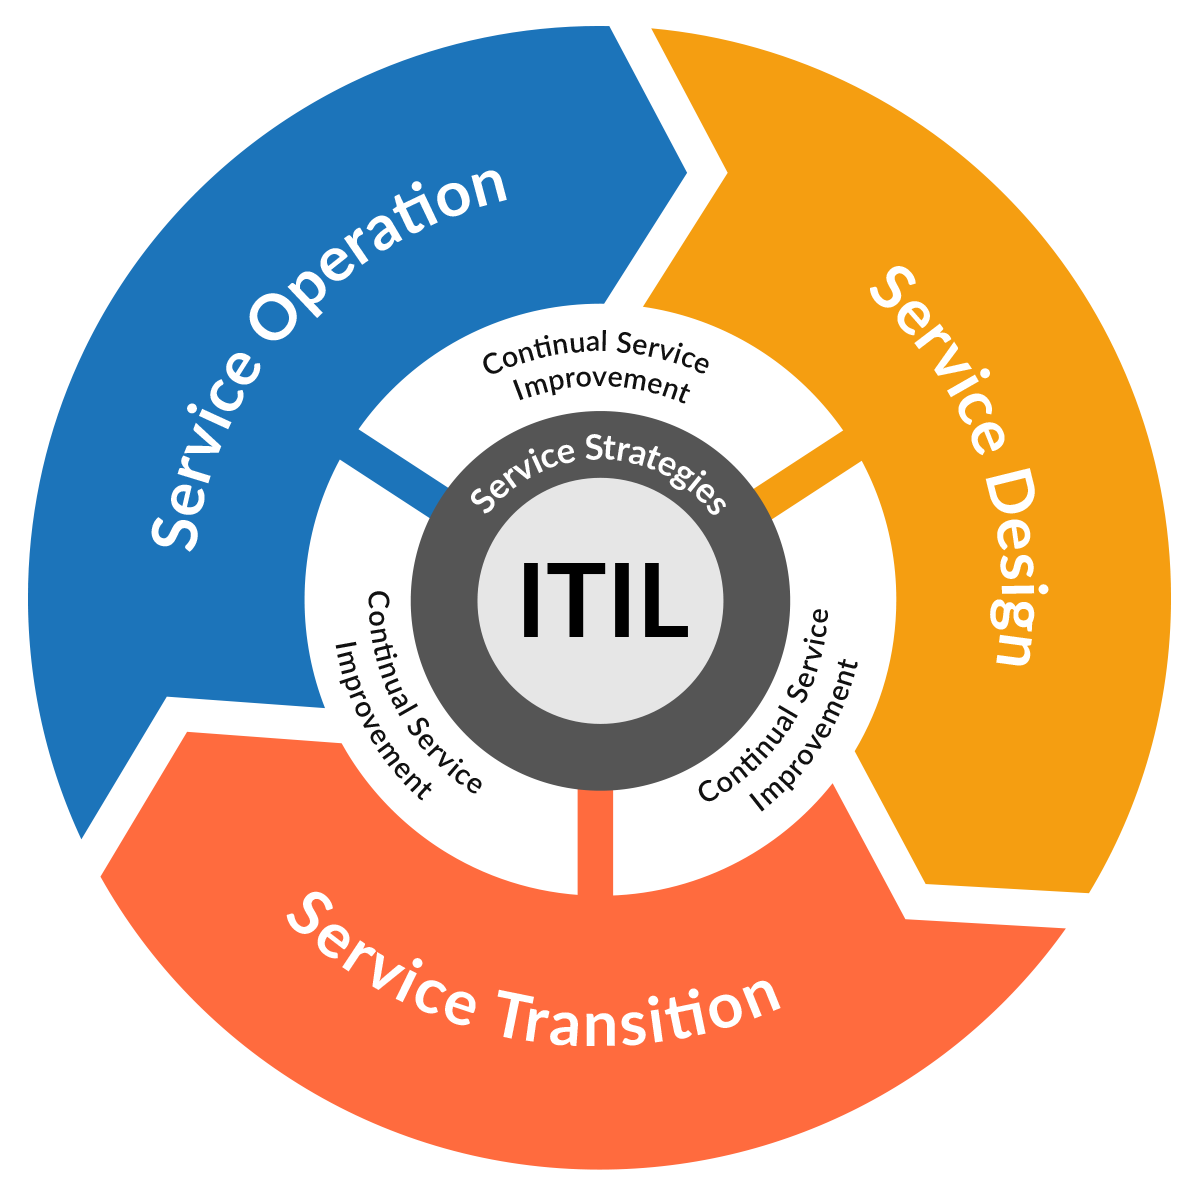 Service Operation
Service Design
Continual Service
Improvement
Service Strategies
ITIL
Continual Service
Improvement
Continual Service
Improvement
Service Transition